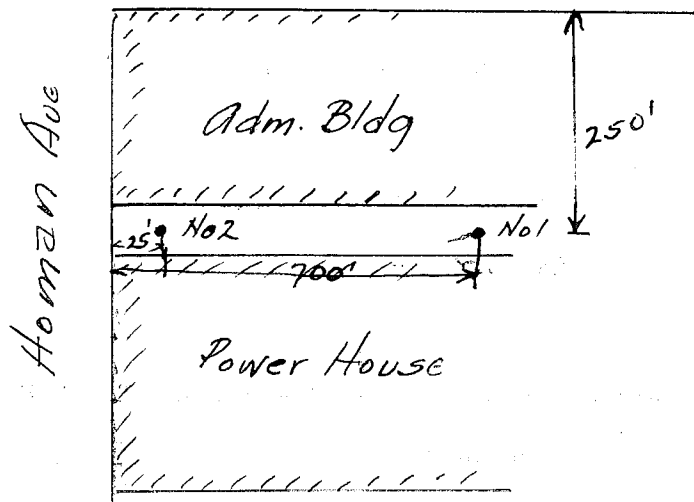 Homan Ave
Adm. Bldg
250'
25'
No2
No1
700'
Power House